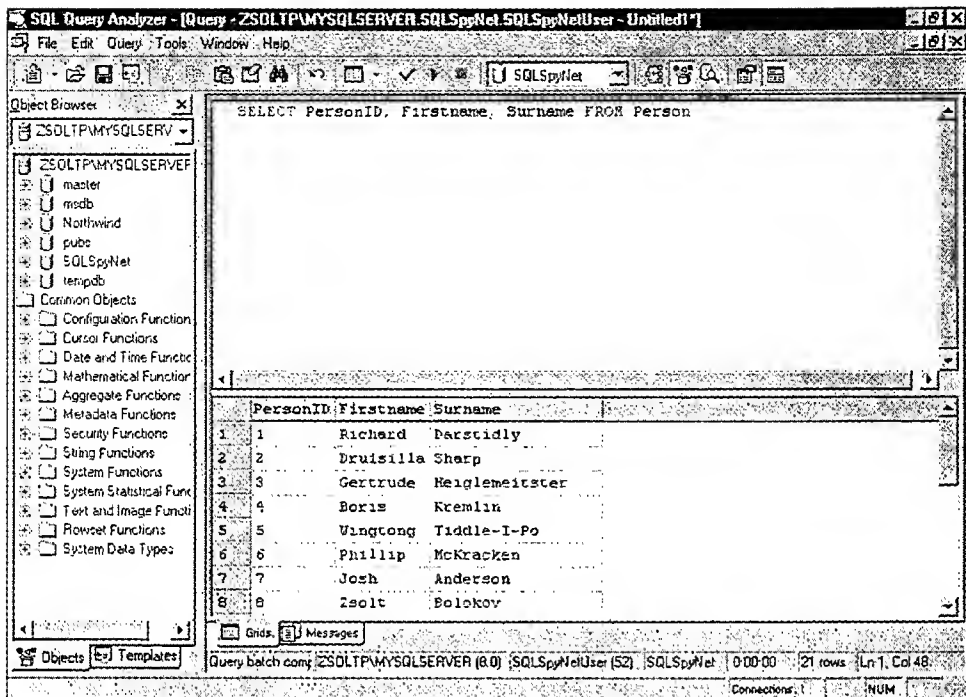 SQL Query Analyzer - [Query - ZSOLTP\MYSQLSERVER.SQLSpyNet.SQLSpyNetUser - Untitled1*]
File Edit Query Tools Window Help
SQLSpyNet
Object Browser
ZSOLTP\MYSQLSERV
ZSOLTP\MYSQLSERVER
master
msdb
Northwind
pubs
SQLSpyNet
tempdb
Common Objects
Configuration Function
Cursor Functions
Date and Time Functic
Mathematical Function
Aggregate Functions
Metadata Functions
Security Functions
String Functions
System Functions
System Statistical Func
Text and Image Functi
Rowset Functions
System Data Types
Objects Templates
SELECT PersonID, Firstname, Surname FROM Person
PersonID Firstname Surname
1 1 Richard Parstidly
2 2 Druisilla Sharp
3 3 Gertrude Meiglemeitster
4 4 Boris Kremlin
5 5 Wingtong Tiddle-I-Po
6 6 Phillip McKracken
7 7 Josh Anderson
8 8 Zsolt Bolokov
Grids Messages
Query batch comp ZSOLTP\MYSQLSERVER (8.0) SQLSpyNetUser (52) SQLSpyNet 0:00:00 21 rows Ln 1, Col 48
Connections: 1 NUM